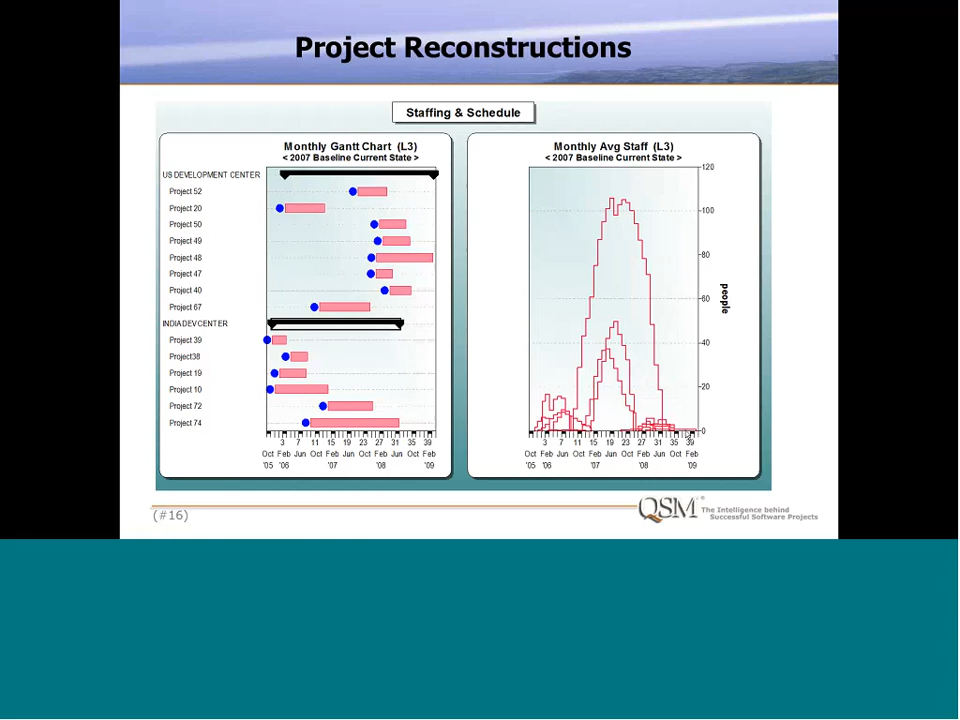 Project Reconstructions
Staffing & Schedule
Monthly Gantt Chart (L3)
< 2007 Baseline Current State >
US DEVELOPMENT CENTER
Project 52
Project 20
Project 50
Project 49
Project 48
Project 47
Project 40
Project 67
INDIA DEV CENTER
Project 39
Project38
Project 19
Project 10
Project 72
Project 74
3 7 11 15 19 23 27 31 35 39
Oct Feb Jun Oct Feb Jun Oct Feb Jun Oct Feb
'05 '06 '07 '08 '09
Monthly Avg Staff (L3)
< 2007 Baseline Current State >
120
100
80
60
40
20
0
people
3 7 11 15 19 23 27 31 35 39
Oct Feb Jun Oct Feb Jun Oct Feb Jun Oct Feb
'05 '06 '07 '08 '09
(#16)
QSM®
The Intelligence behind
Successful Software Projects